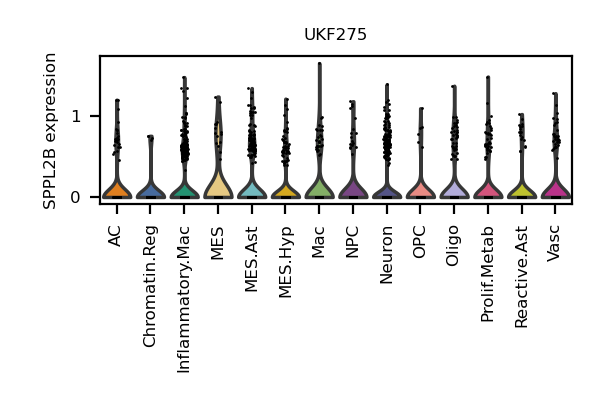 UKF275
SPPL2B expression
1
0
AC
Chromatin.Reg
Inflammatory.Mac
MES
MES.Ast
MES.Hyp
Mac
NPC
Neuron
OPC
Oligo
Prolif.Metab
Reactive.Ast
Vasc